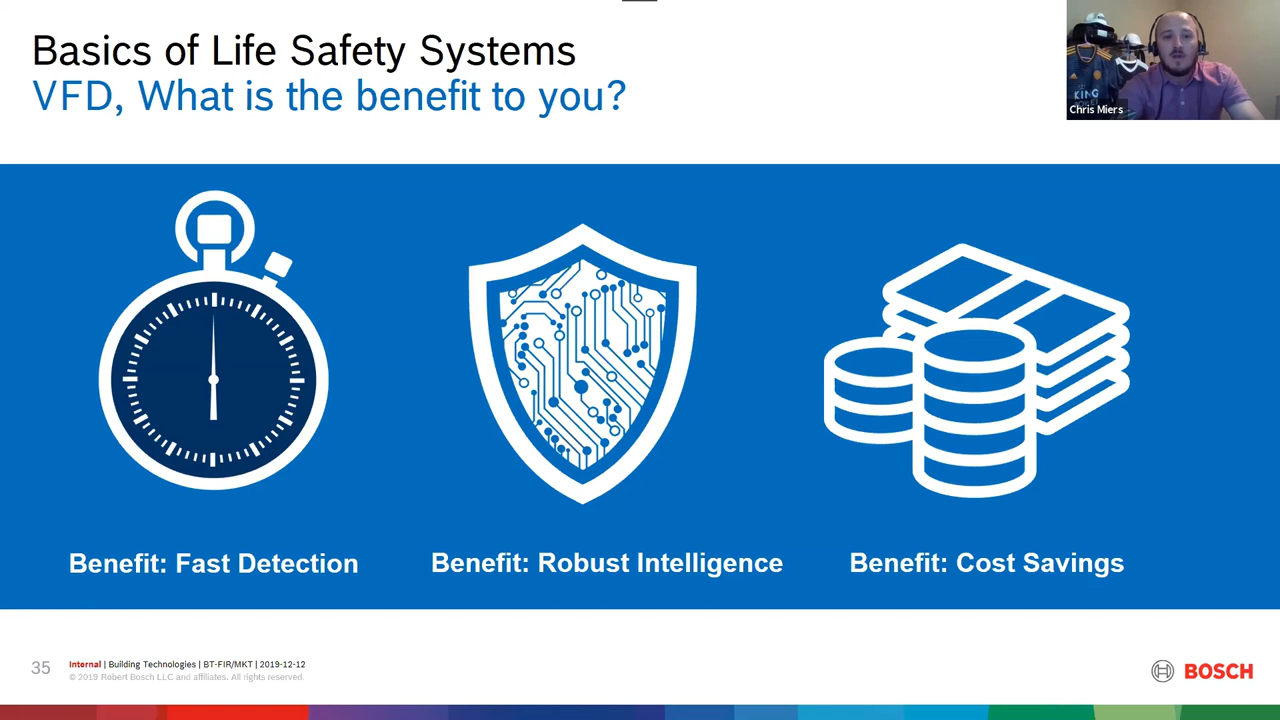 Basics of Life Safety Systems
VFD, What is the benefit to you?
KING
Chris Miers
Benefit: Fast Detection
Benefit: Robust Intelligence
Benefit: Cost Savings
35
Internal | Building Technologies | BT-FIR/MKT | 2019-12-12
© 2019 Robert Bosch LLC and affiliates. All rights reserved.
BOSCH